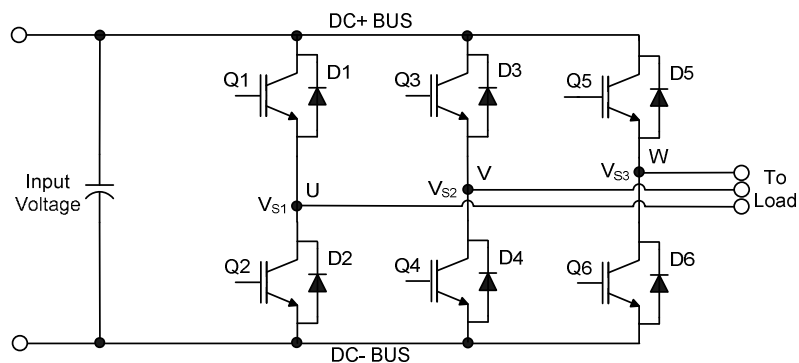 DC+ BUS
Q1
D1
Q3
D3
Q5
D5
Input
Voltage
VS1
U
VS2
V
VS3
W
To
Load
Q2
D2
Q4
D4
Q6
D6
DC- BUS